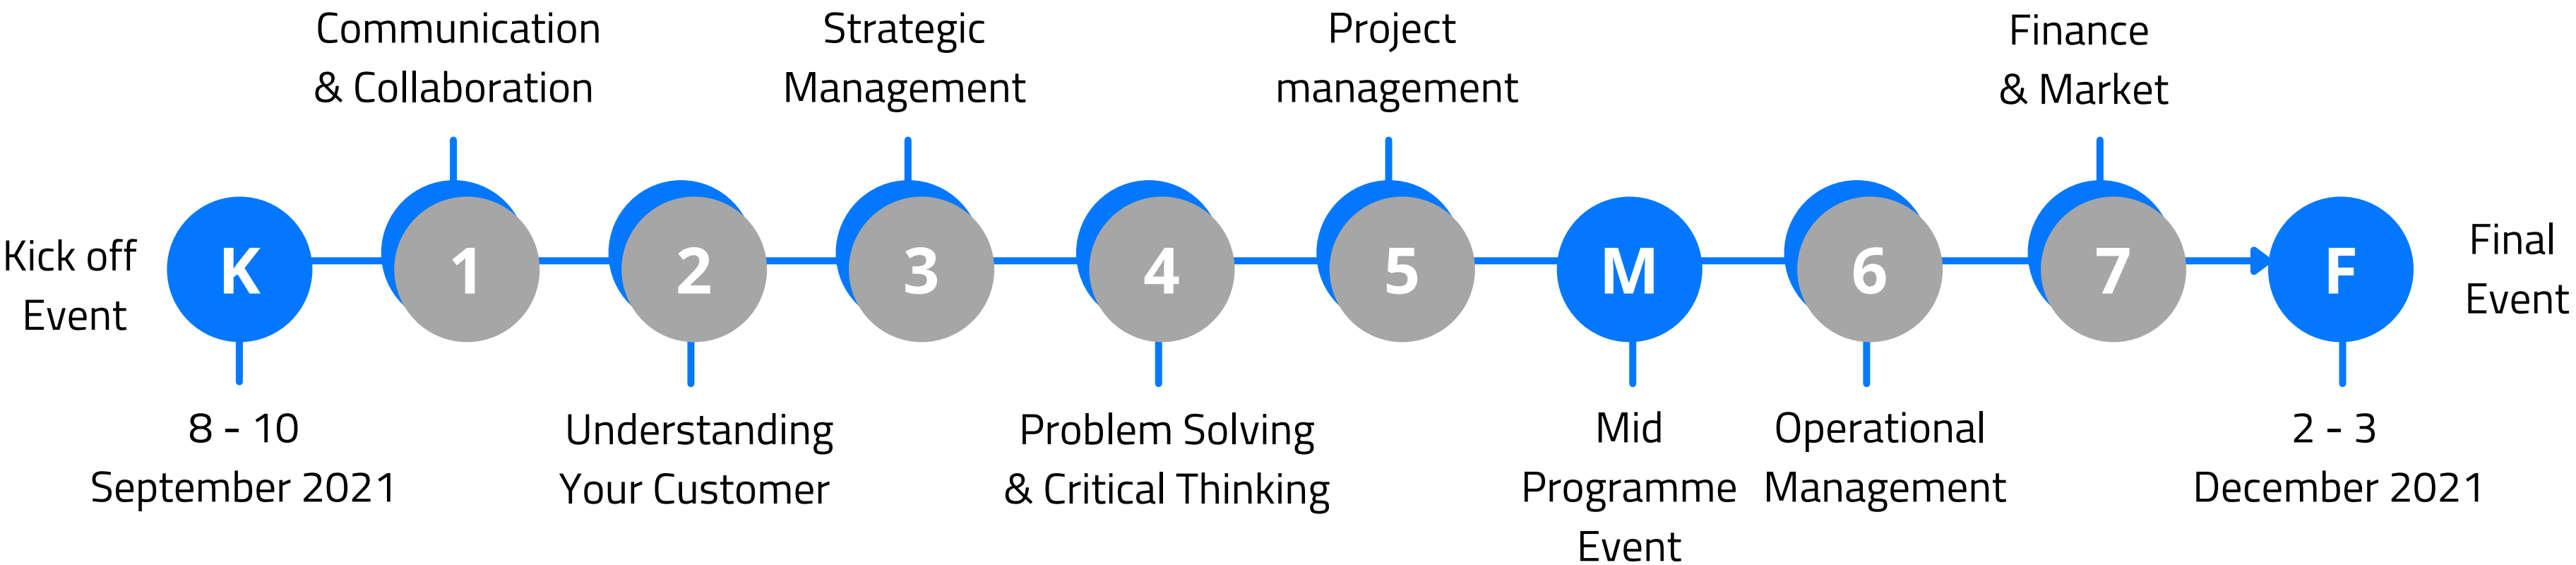 Communication
& Collaboration
Strategic
Management
Project
management
Finance
& Market
Kick off
Event
K
1
2
3
4
5
M
6
7
F
Final
Event
8 - 10
September 2021
Understanding
Your Customer
Problem Solving
& Critical Thinking
Mid
Programme
Event
Operational
Management
2 - 3
December 2021